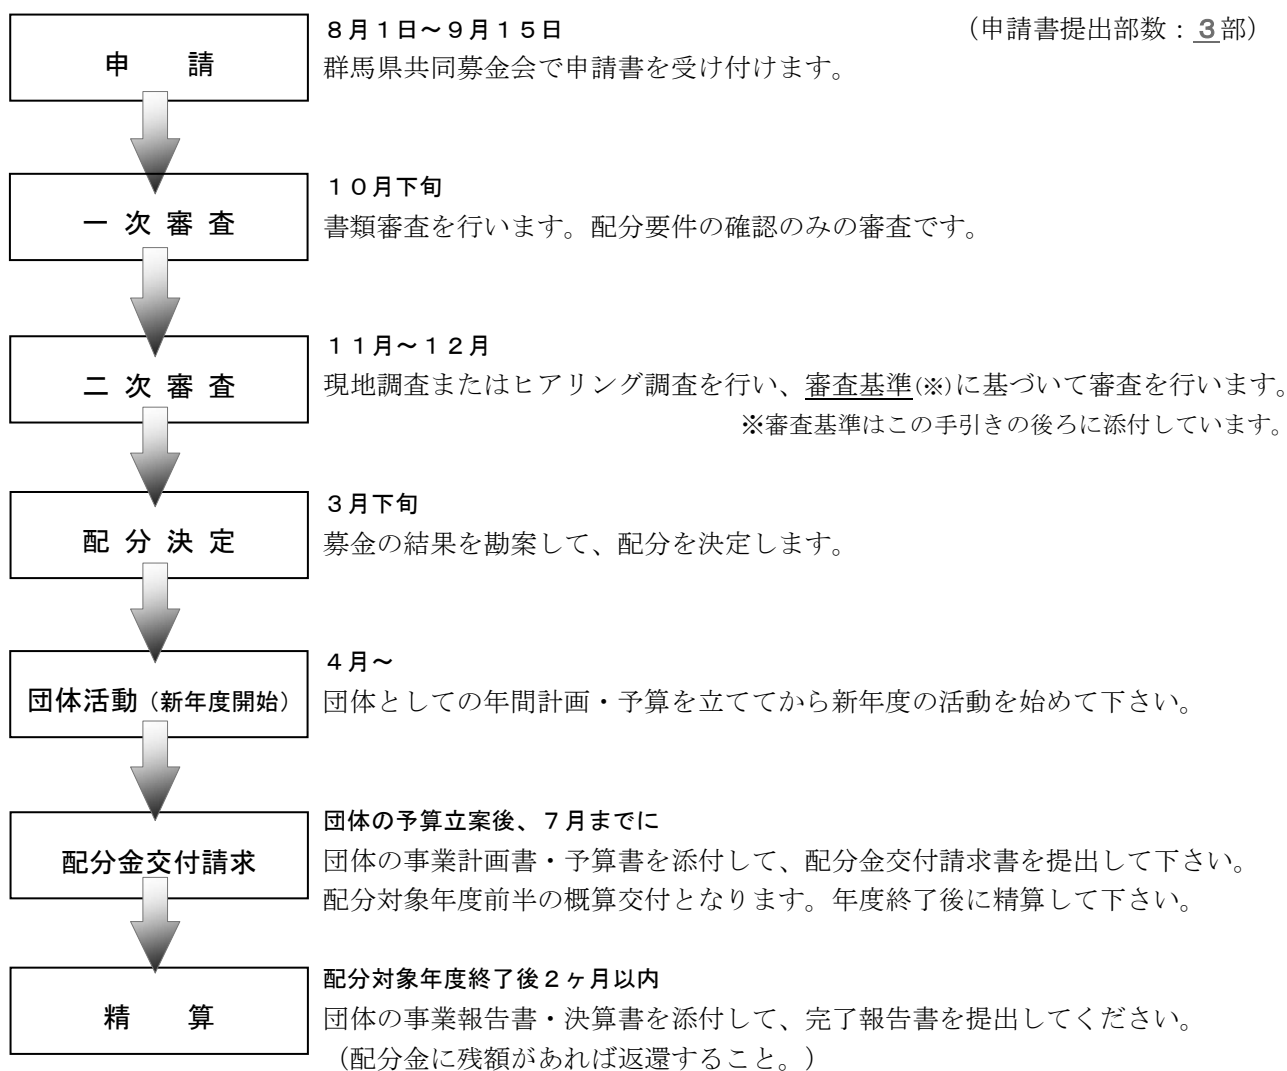 申　　請
８月１日～９月１５日　（申請書提出部数：３部）
群馬県共同募金会で申請書を受け付けます。
一 次 審 査
１０月下旬
書類審査を行います。配分要件の確認のみの審査です。
二 次 審 査
１１月～１２月
現地調査またはヒアリング調査を行い、審査基準(※)に基づいて審査を行います。
※審査基準はこの手引きの後ろに添付しています。
配 分 決 定
３月下旬
募金の結果を勘案して、配分を決定します。
団体活動（新年度開始）
４月～
団体としての年間計画・予算を立ててから新年度の活動を始めて下さい。
配分金交付請求
団体の予算立案後、７月までに
団体の事業計画書・予算書を添付して、配分金交付請求書を提出して下さい。
配分対象年度前半の概算交付となります。年度終了後に精算して下さい。
精　　算
配分対象年度終了後２ヶ月以内
団体の事業報告書・決算書を添付して、完了報告書を提出してください。
（配分金に残額があれば返還すること。）